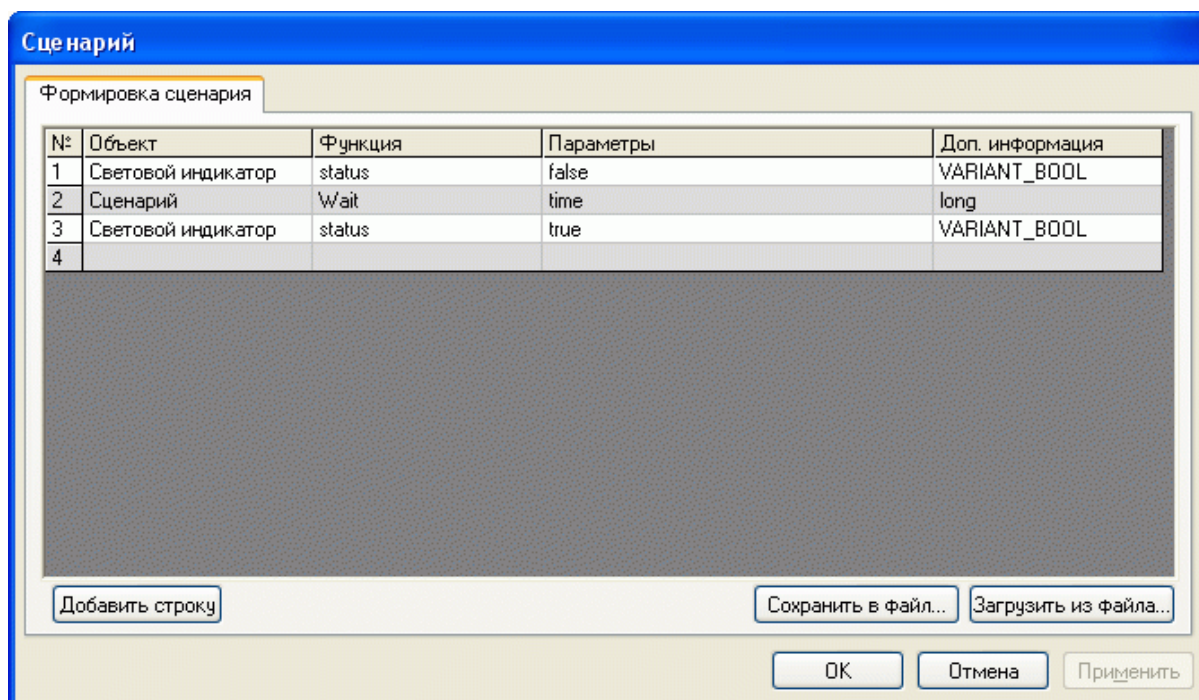 Сценарий
Формировка сценария
№ Объект Функция Параметры Доп. информация
1 Световой индикатор status false VARIANT_BOOL
2 Сценарий Wait time long
3 Световой индикатор status true VARIANT_BOOL
4
Добавить строку Сохранить в файл... Загрузить из файла...
OK Отмена Применить